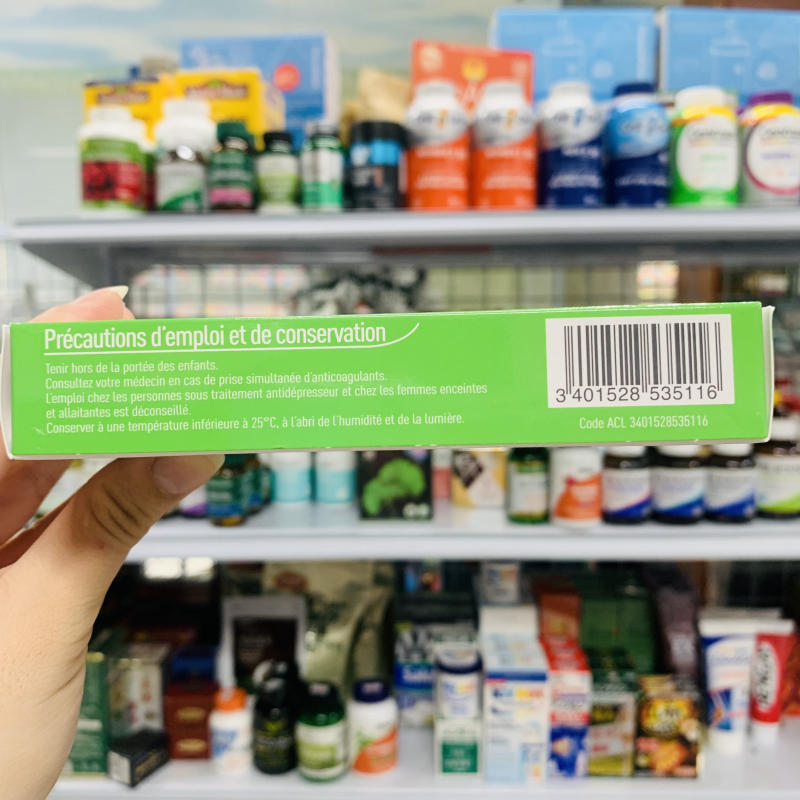 Précautions d'emploi et de conservation
Tenir hors de la portée des enfants.
Consultez votre médecin en cas de prise simultanée d'anticoagulants.
L'emploi chez les personnes sous traitement antidépresseur et chez les femmes enceintes
et allaitantes est déconseillé.
Conserver à une température inférieure à 25°C, à l'abri de l'humidité et de la lumière.
3 401528 535116
Code ACL 3401528535116